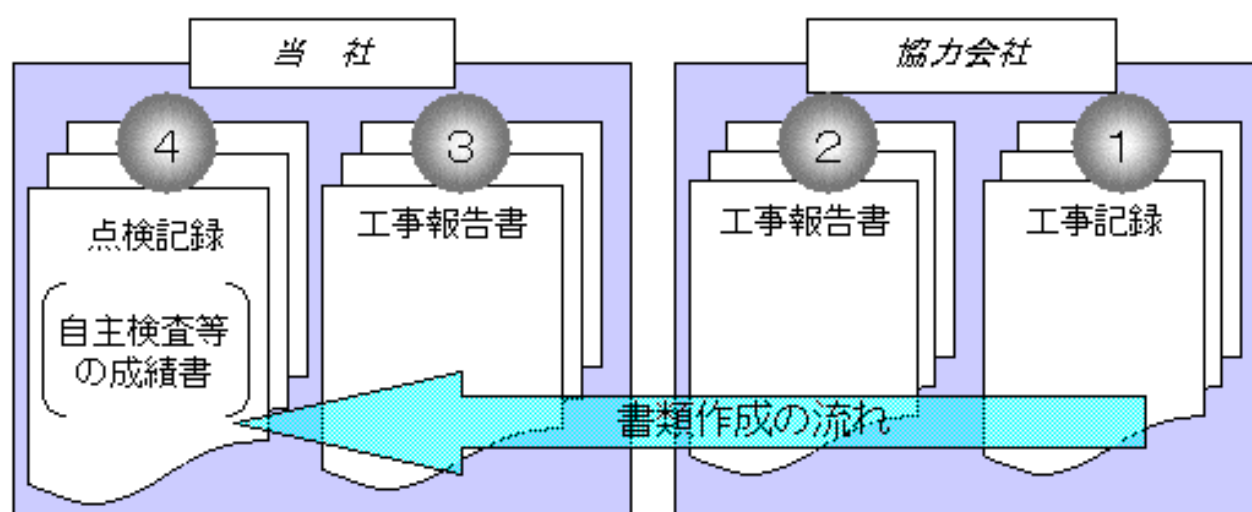 当 社
協力会社
4
3
2
1
点検記録
工事報告書
工事報告書
工事記録
自主検査等
の成績書
書類作成の流れ